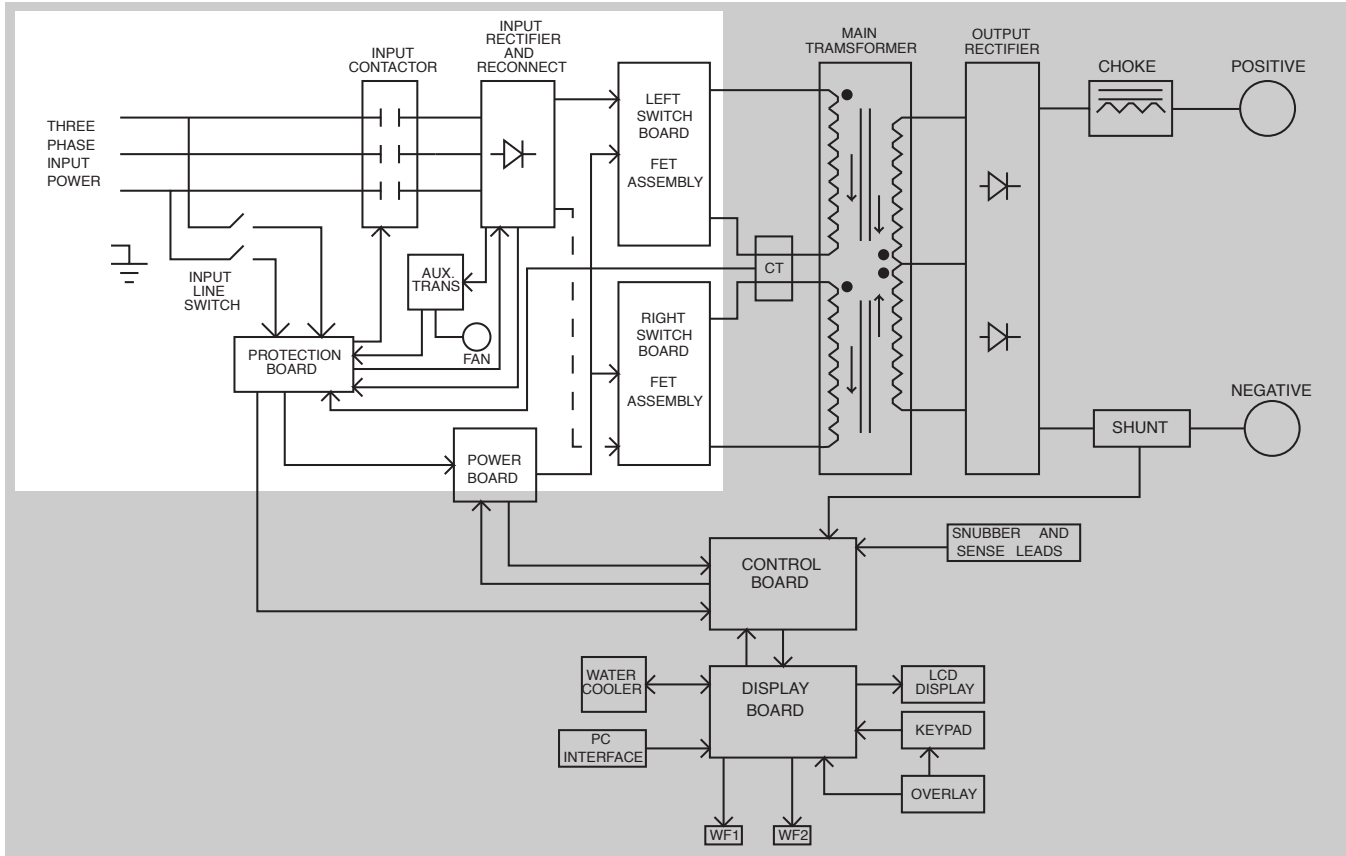 INPUT
RECTIFIER
AND
RECONNECT
INPUT
CONTACTOR
MAIN
TRAMSFORMER
OUTPUT
RECTIFIER
CHOKE
POSITIVE
THREE
PHASE
INPUT
POWER
LEFT
SWITCH
BOARD
FET
ASSEMBLY
INPUT
LINE
SWITCH
AUX.
TRANS
CT
FAN
PROTECTION
BOARD
RIGHT
SWITCH
BOARD
FET
ASSEMBLY
NEGATIVE
SHUNT
POWER
BOARD
SNUBBER AND
SENSE LEADS
CONTROL
BOARD
WATER
COOLER
DISPLAY
BOARD
LCD
DISPLAY
PC
INTERFACE
KEYPAD
OVERLAY
WF1
WF2